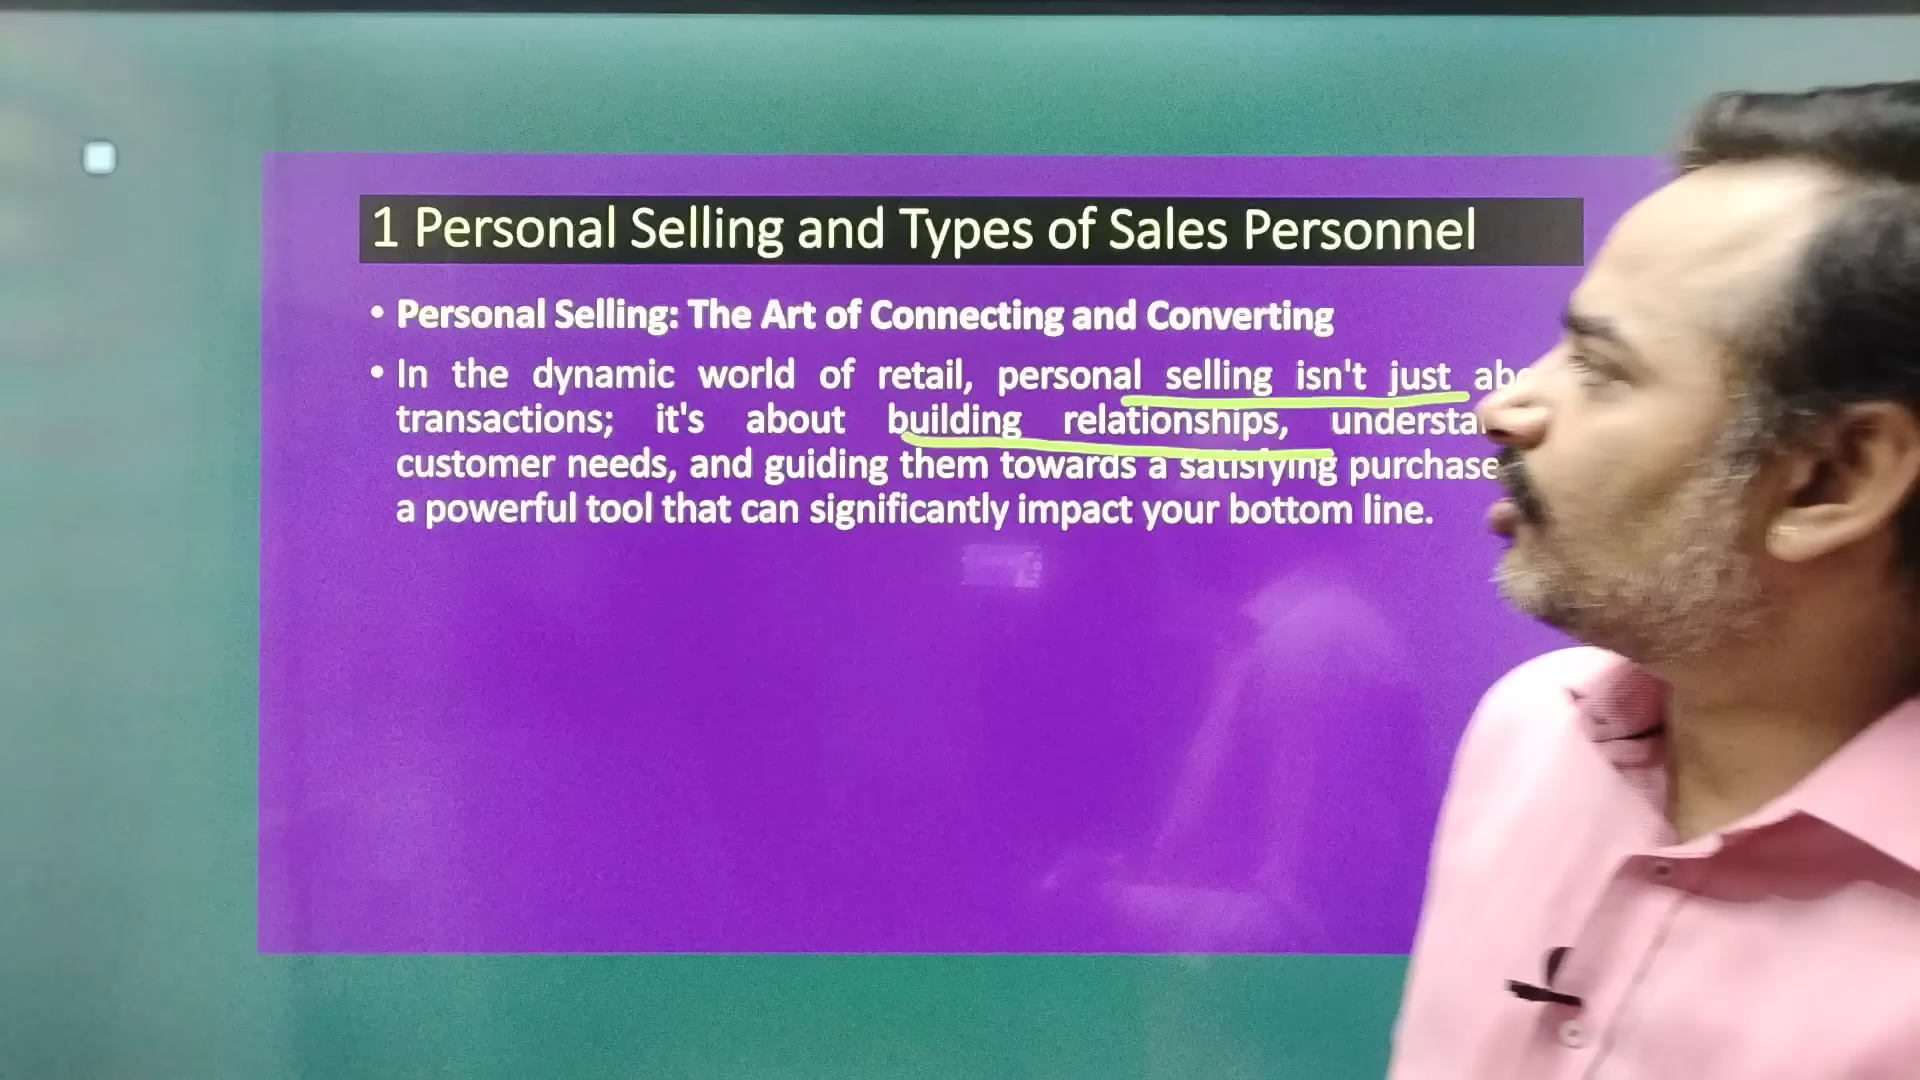 1 Personal Selling and Types of Sales Personnel
• Personal Selling: The Art of Connecting and Converting
• In the dynamic world of retail, personal selling isn't just
transactions; it's about building relationships,
customer needs, and guiding them towards a satisfying purchase
a powerful tool that can significantly impact your bottom line.